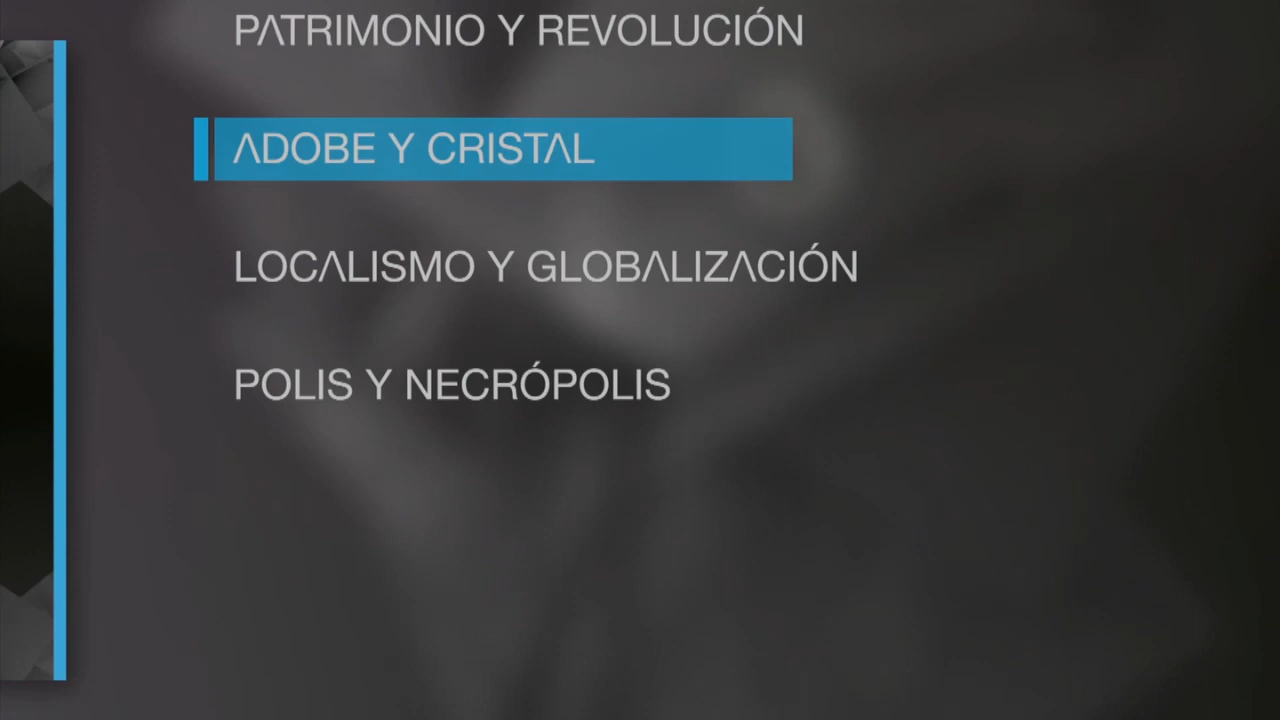 PATRIMONIO Y REVOLUCIÓN
ADOBE Y CRISTAL
LOCALISMO Y GLOBALIZACIÓN
POLIS Y NECRÓPOLIS